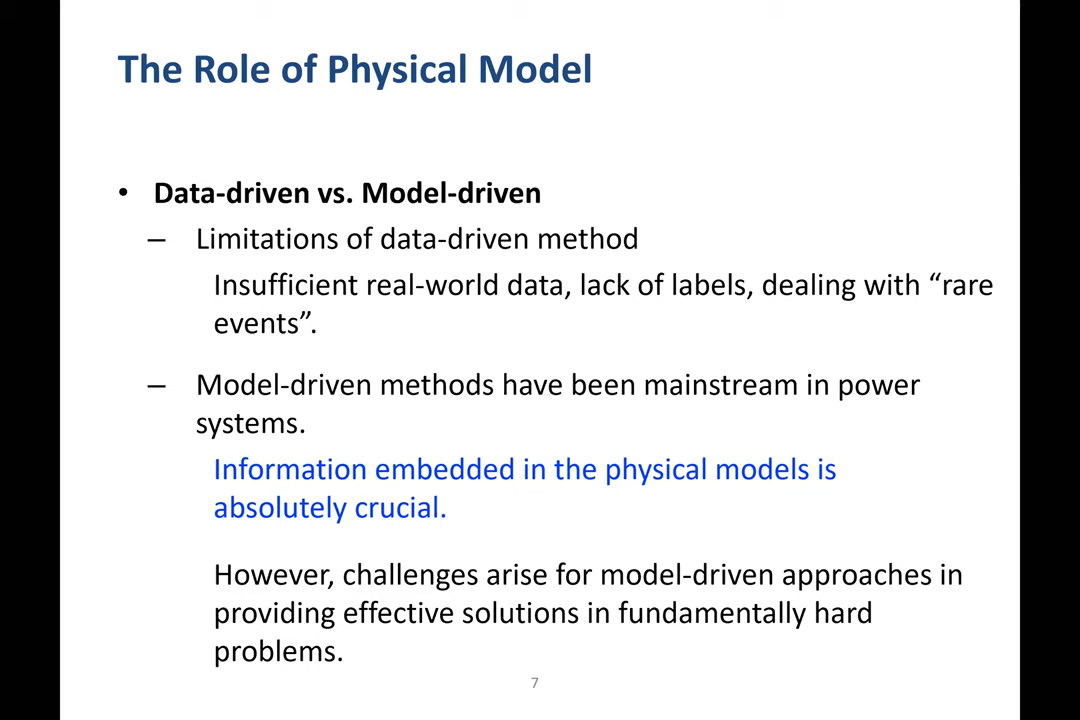 The Role of Physical Model
• Data-driven vs. Model-driven
– Limitations of data-driven method
Insufficient real-world data, lack of labels, dealing with “rare
events”.
– Model-driven methods have been mainstream in power
systems.
Information embedded in the physical models is
absolutely crucial.
However, challenges arise for model-driven approaches in
providing effective solutions in fundamentally hard
problems.
7